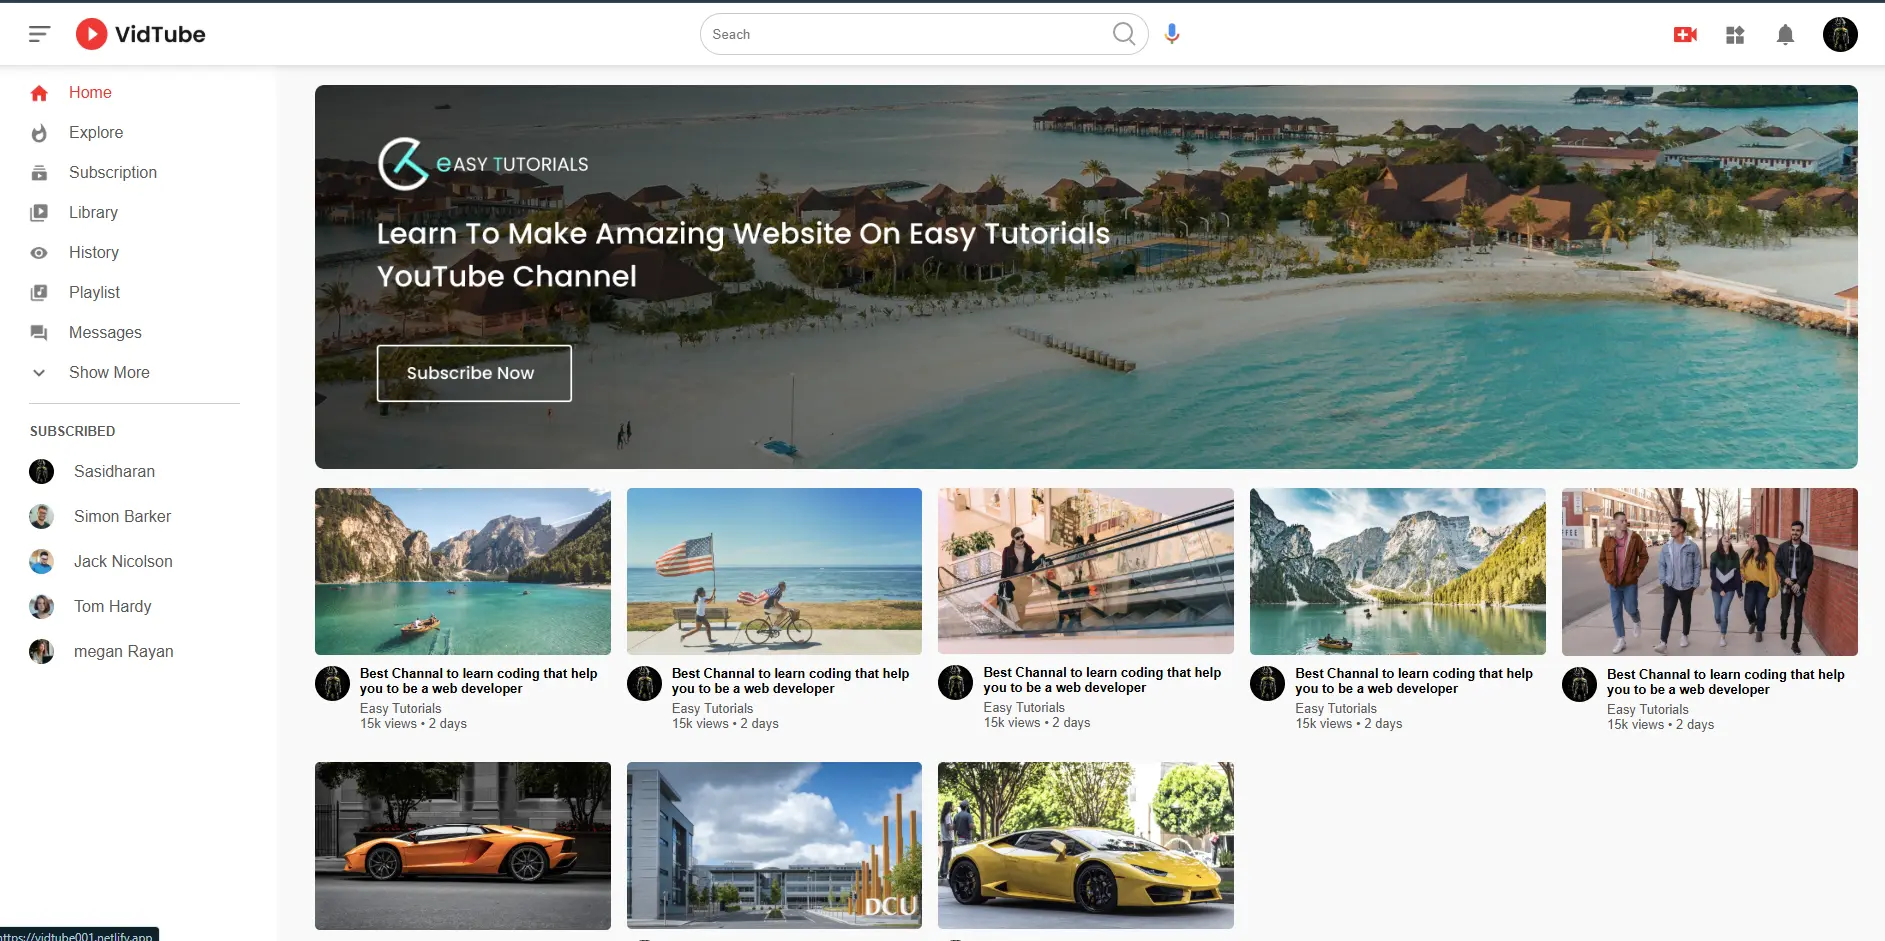 VidTube
Seach
Home
Explore
Subscription
Library
History
Playlist
Messages
Show More
SUBSCRIBED
Sasidharan
Simon Barker
Jack Nicolson
Tom Hardy
megan Rayan
eASY TUTORIALS
Learn To Make Amazing Website On Easy Tutorials
YouTube Channel
Subscribe Now
Best Channal to learn coding that help
you to be a web developer
Easy Tutorials
15k views • 2 days
Best Channal to learn coding that help
you to be a web developer
Easy Tutorials
15k views • 2 days
Best Channal to learn coding that help
you to be a web developer
Easy Tutorials
15k views • 2 days
Best Channal to learn coding that help
you to be a web developer
Easy Tutorials
15k views • 2 days
Best Channal to learn coding that help
you to be a web developer
Easy Tutorials
15k views • 2 days
DCU
https://vidtube001.netlify.app